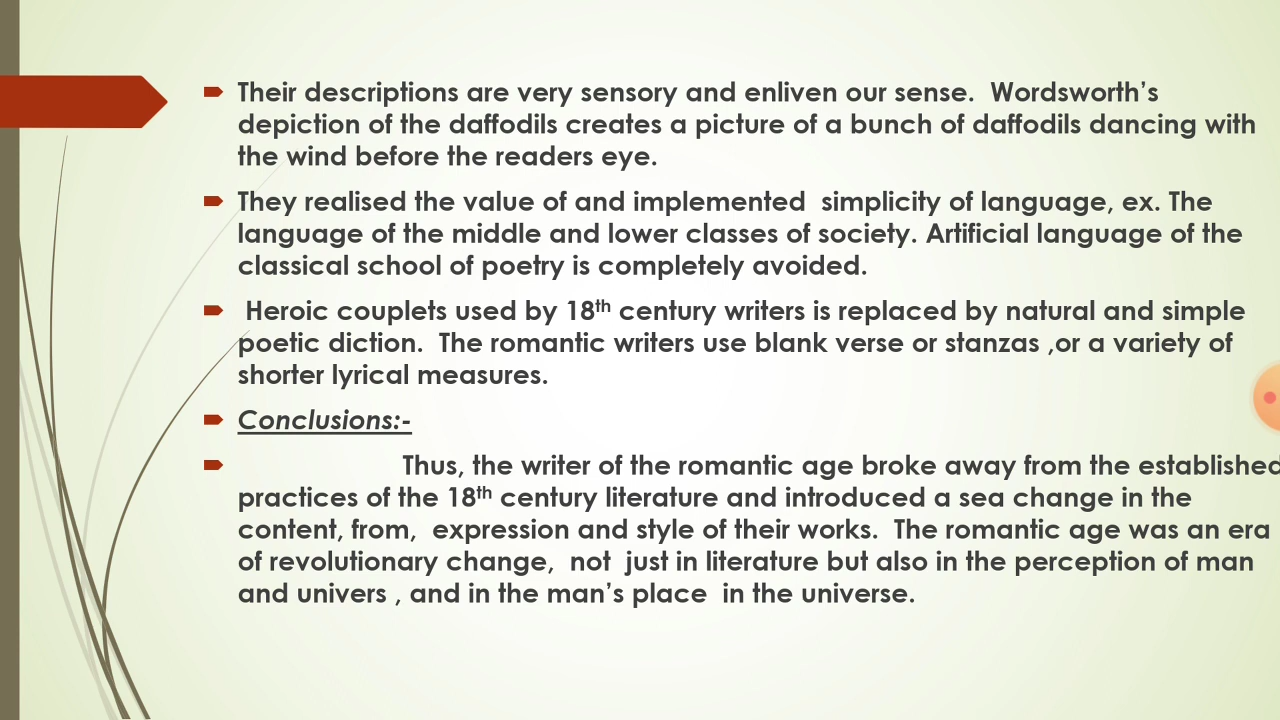 Their descriptions are very sensory and enliven our sense.  Wordsworth’s
depiction of the daffodils creates a picture of a bunch of daffodils dancing with
the wind before the readers eye.
They realised the value of and implemented  simplicity of language, ex. The
language of the middle and lower classes of society. Artificial language of the
classical school of poetry is completely avoided.
Heroic couplets used by 18th century writers is replaced by natural and simple
poetic diction.  The romantic writers use blank verse or stanzas ,or a variety of
shorter lyrical measures.
Conclusions:-
Thus, the writer of the romantic age broke away from the established
practices of the 18th century literature and introduced a sea change in the
content, from,  expression and style of their works.  The romantic age was an era
of revolutionary change,  not  just in literature but also in the perception of man
and univers , and in the man’s place  in the universe.